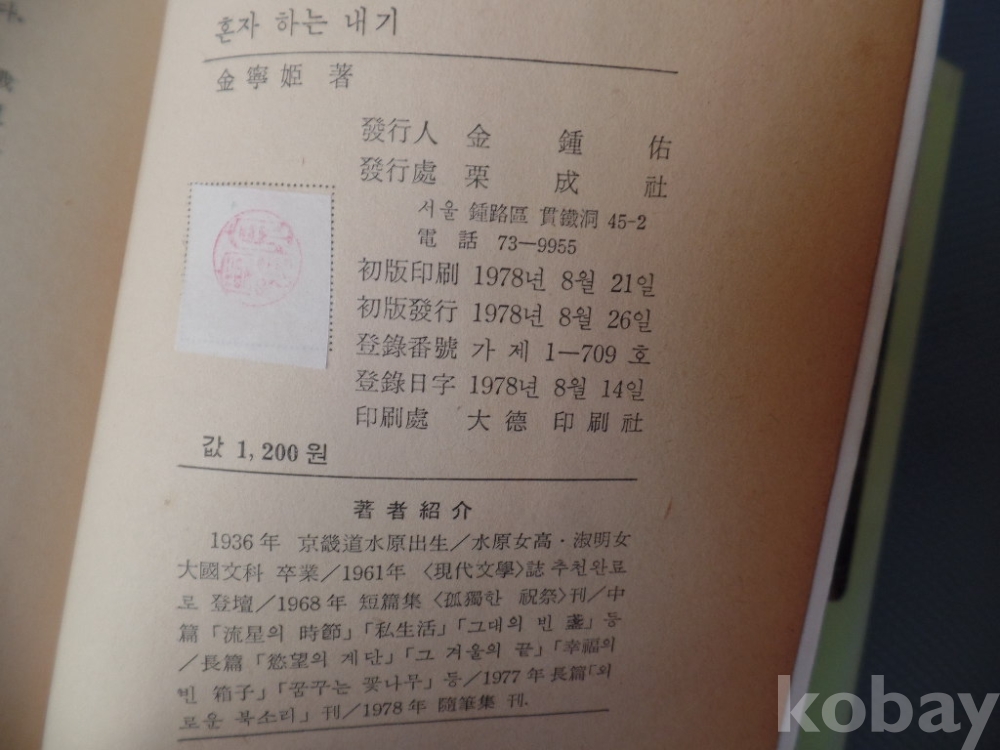 혼자 하는 내기
金寧姬 著
發行人 金 鍾 佑
發行處 栗 成 社
서울 鍾路區 貫鐵洞 45-2
電 話 73—9955
初版印刷 1978년 8월 21일
初版發行 1978년 8월 26일
登錄番號 가 제 1—709 호
登錄日字 1978년 8월 14일
印刷處 大 德 印刷社
값 1,200원
著者紹介
1936年 京畿道水原出生/水原女高·淑明女
大國文科 卒業/1961年 〈現代文學〉誌 추천완료
로 登壇/1968年 短篇集 〈孤獨한 祝祭〉刊/中
篇「流星의 時節」「私生活」「그대의 빈 盞」등
/長篇「慾望의 계단」「그 겨울의 끝」「幸福의
빈 箱子」「꿈꾸는 꽃나무」등/1977年 長篇「외
로운 북소리」刊/1978年 隨筆集 刊.
kobay